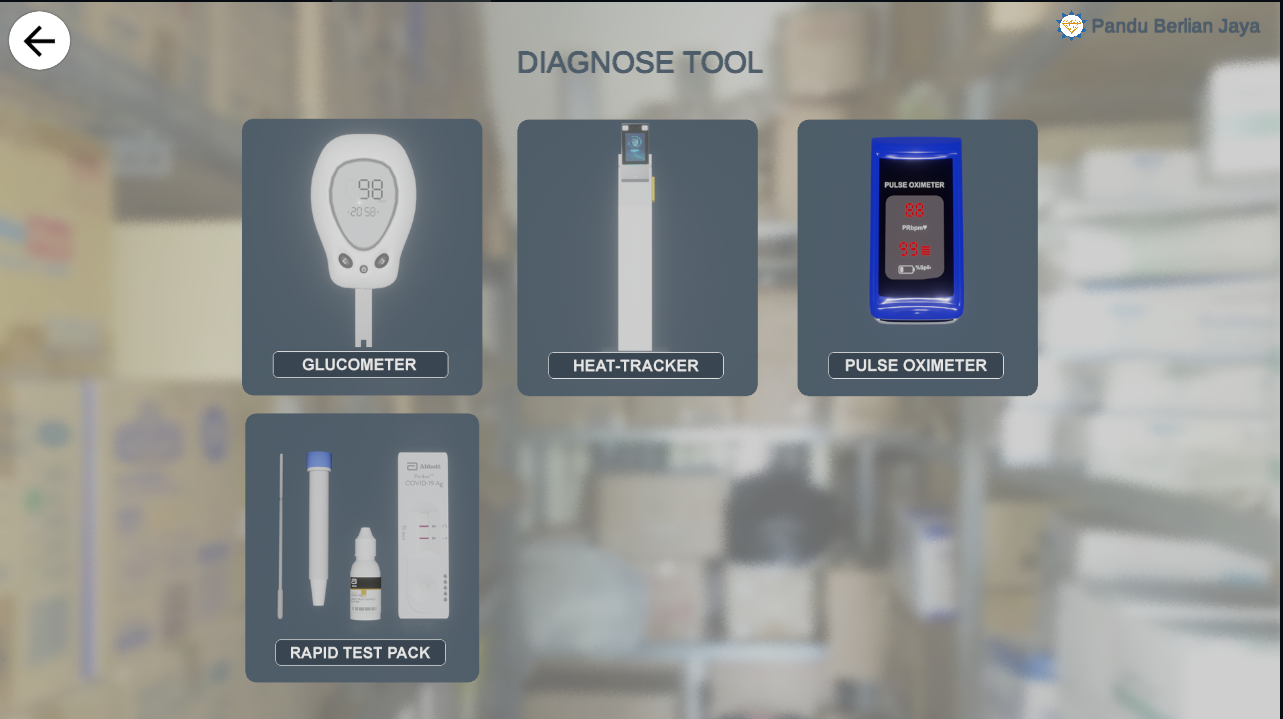 Pandu Berlian Jaya
DIAGNOSE TOOL
98
20 58
GLUCOMETER
HEAT-TRACKER
PULSE OXIMETER
88
PRbpm♥
99
PULSE OXIMETER
Abbott
Panbio™
COVID-19 Ag
RAPID TEST PACK